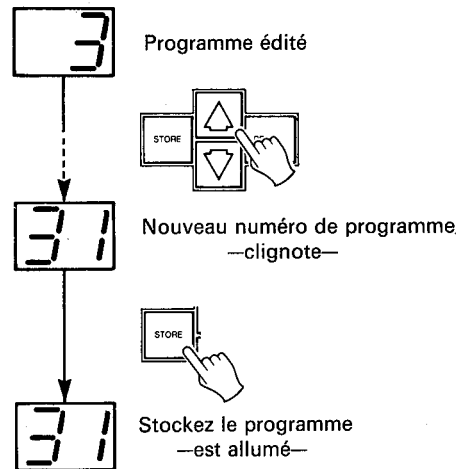 3
Programme édité
STORE
31
Nouveau numéro de programme
—clignote—
STORE
31
Stockez le programme
—est allumé—